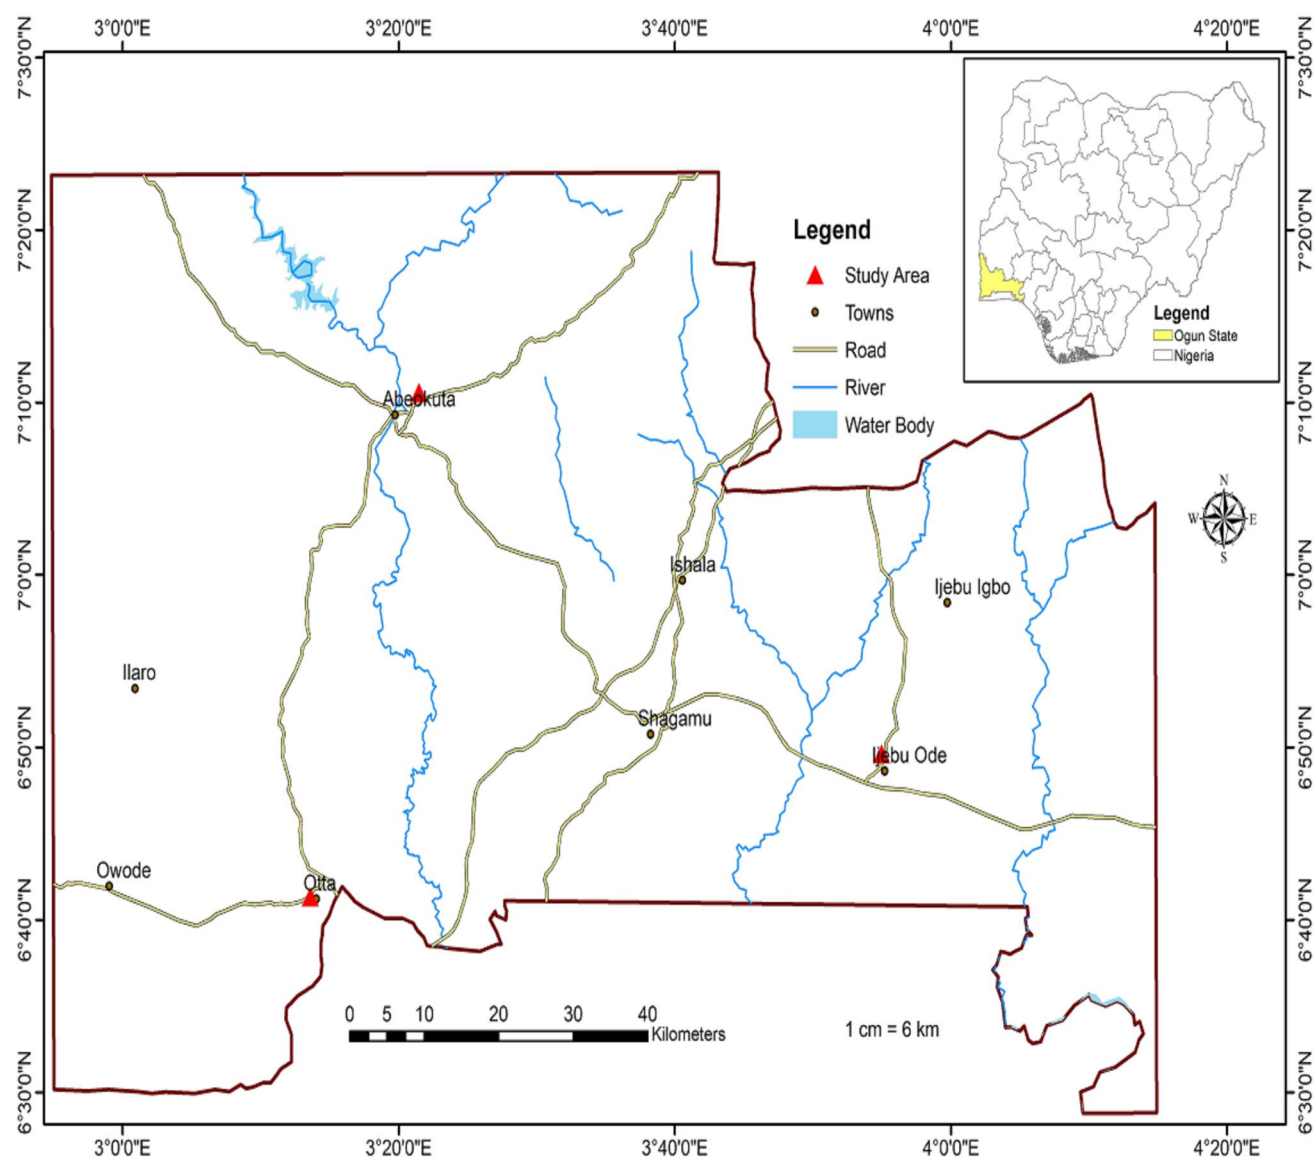 3°0'0"E 3°20'0"E 3°40'0"E 4°0'0"E 4°20'0"E
7°30'0"N 7°30'0"N
7°20'0"N 7°20'0"N
7°10'0"N 7°10'0"N
7°0'0"N 7°0'0"N
6°50'0"N 6°50'0"N
6°40'0"N 6°40'0"N
6°30'0"N 6°30'0"N
Legend
Study Area
Towns
Road
River
Water Body
Legend
Ogun State
Nigeria
N
W E
S
Abeokuta
Ishala
Ijebu Igbo
Ilaro
Shagamu
Ijebu Ode
Owode
Otta
0 5 10 20 30 40
Kilometers
1 cm = 6 km
3°0'0"E 3°20'0"E 3°40'0"E 4°0'0"E 4°20'0"E